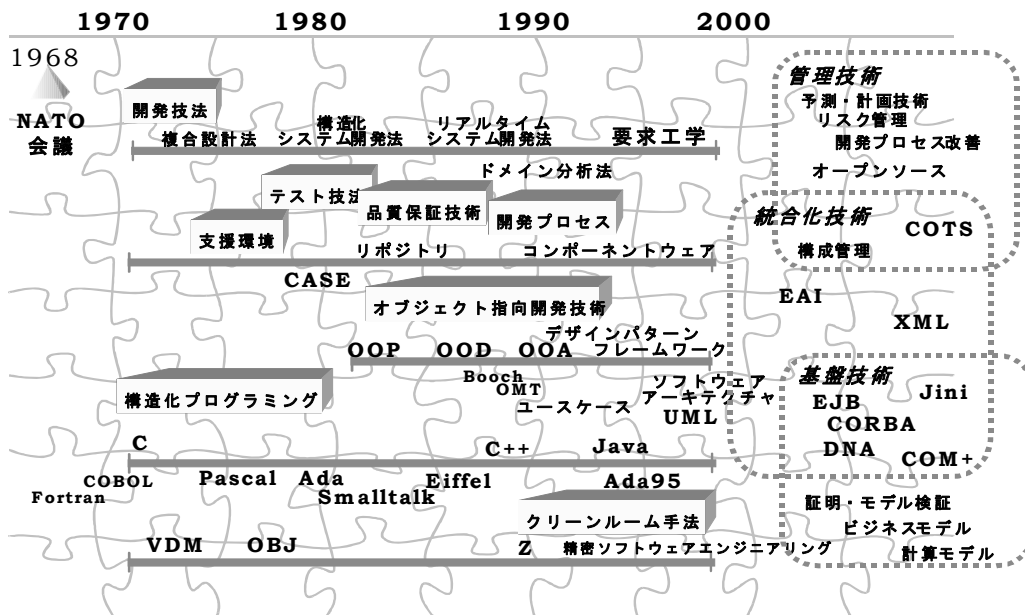 1970 1980 1990 2000
1968
NATO
会議
開発技法
複合設計法
構造化
システム開発法
リアルタイム
システム開発法
要求工学
ドメイン分析法
テスト技法
品質保証技術
開発プロセス
支援環境
リポジトリ
コンポーネントウェア
CASE
オブジェクト指向開発技術
デザインパターン
OOP OOD OOA フレームワーク
Booch
OMT
ユースケース
ソフトウェア
アーキテクチャ
UML
構造化プログラミング
C C++ Java
COBOL
Fortran
Pascal Ada
Smalltalk
Eiffel
Ada95
クリーンルーム手法
VDM OBJ Z 精密ソフトウェアエンジニアリング
管理技術
予測・計画技術
リスク管理
開発プロセス改善
オープンソース
統合化技術
COTS
構成管理
EAI
XML
基盤技術
Jini
EJB
CORBA
DNA
COM+
証明・モデル検証
ビジネスモデル
計算モデル